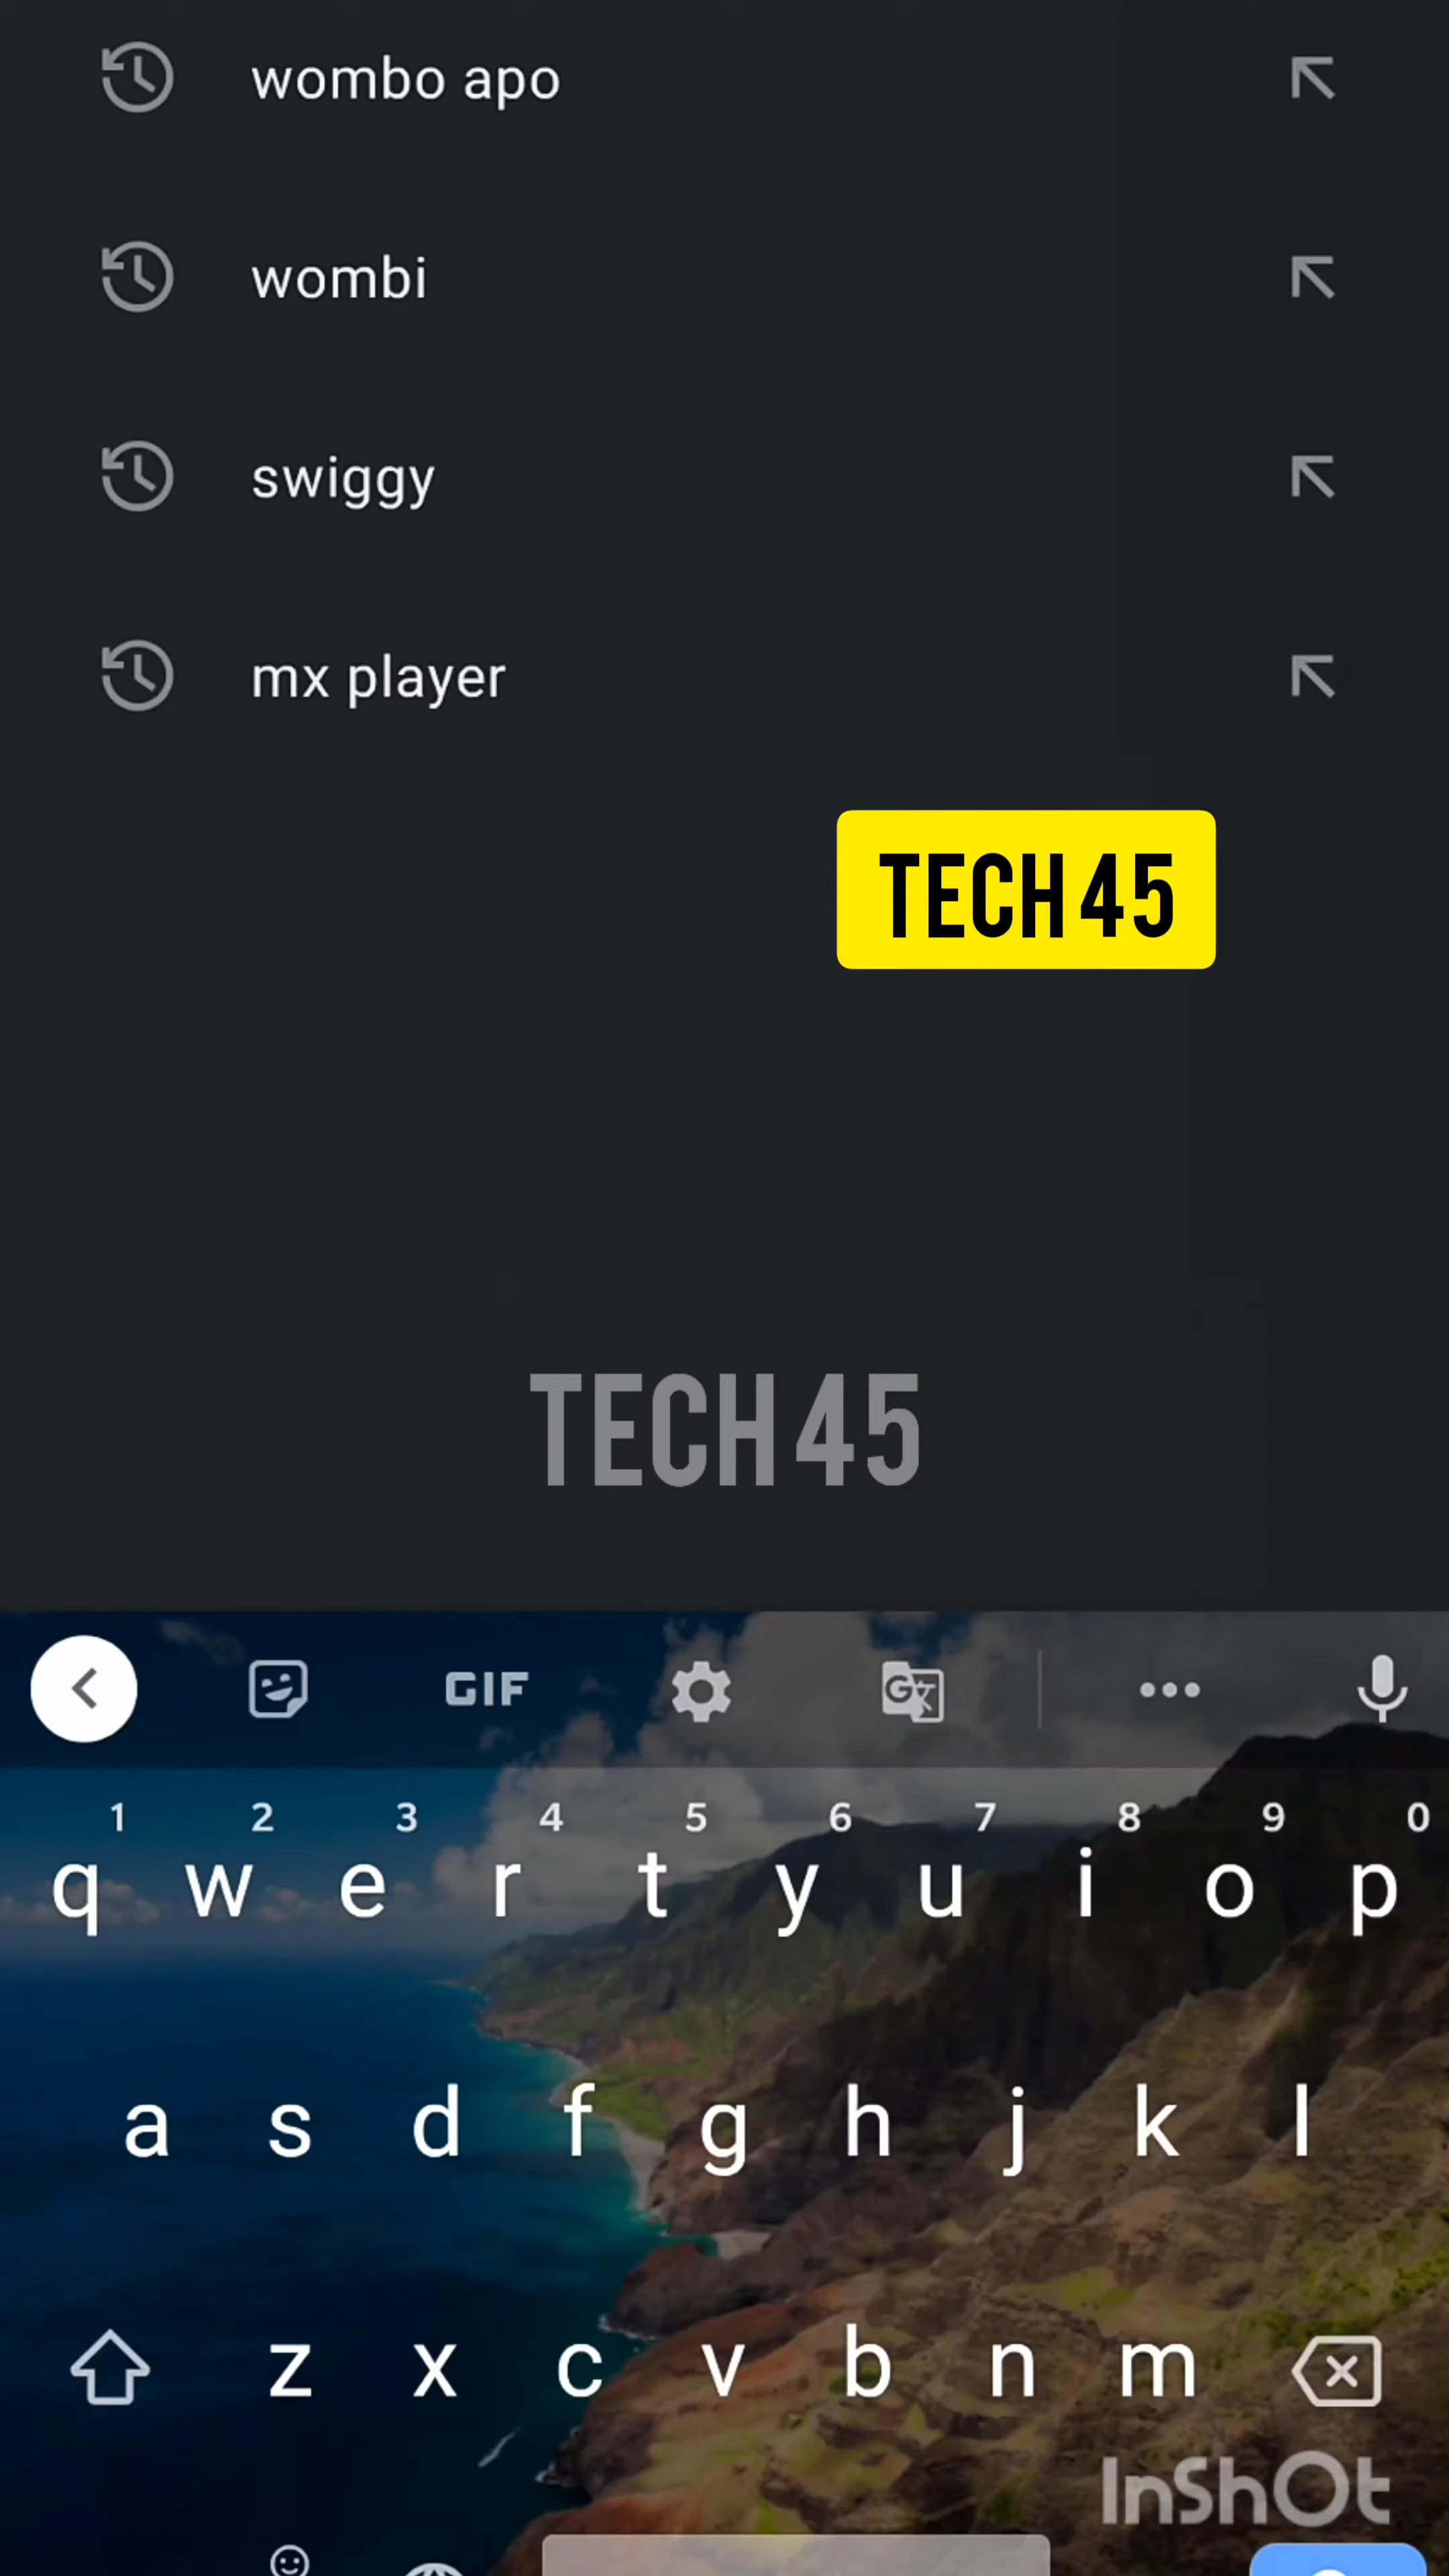 wombo apo
wombi
swiggy
mx player
TECH 45
TECH 45
GIF
G
1 2 3 4 5 6 7 8 9 0
q w e r t y u i o p
a s d f g h j k l
z x c v b n m
InShOt